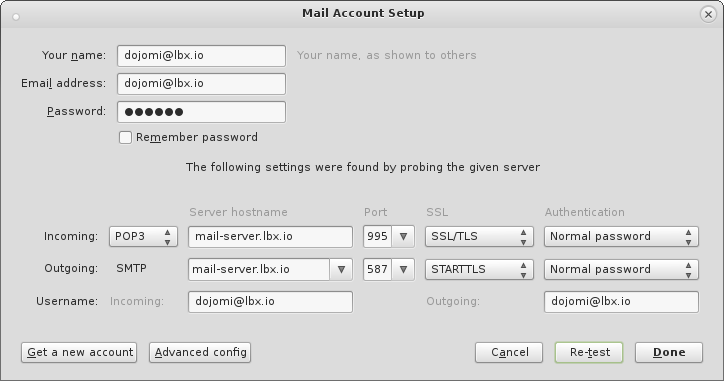 Mail Account Setup
Your name: dojomi@lbx.io Your name, as shown to others
Email address: dojomi@lbx.io
Password: ●●●●●●
Remember password
The following settings were found by probing the given server
Server hostname Port SSL Authentication
Incoming: POP3 mail-server.lbx.io 995 SSL/TLS Normal password
Outgoing: SMTP mail-server.lbx.io 587 STARTTLS Normal password
Username: Incoming: dojomi@lbx.io Outgoing: dojomi@lbx.io
Get a new account Advanced config Cancel Re-test Done